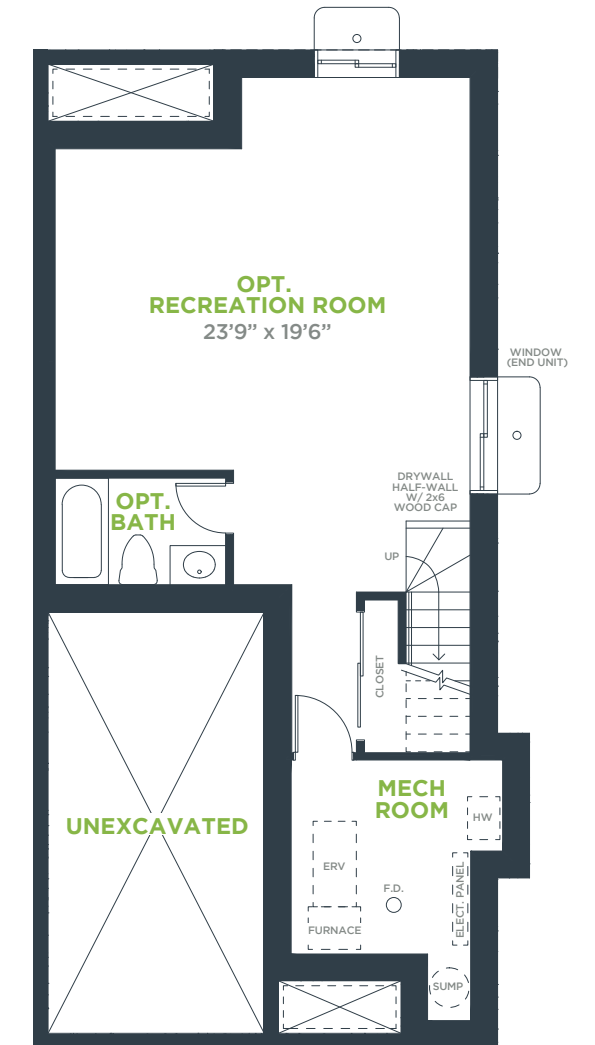 OPT.
RECREATION ROOM
23'9” x 19'6”
WINDOW
(END UNIT)
DRYWALL
HALF-WALL
W/ 2x6
WOOD CAP
OPT.
BATH
UP
CLOSET
MECH
ROOM
UNEXCAVATED
HW
ERV
ELECT. PANEL
F.D.
FURNACE
SUMP